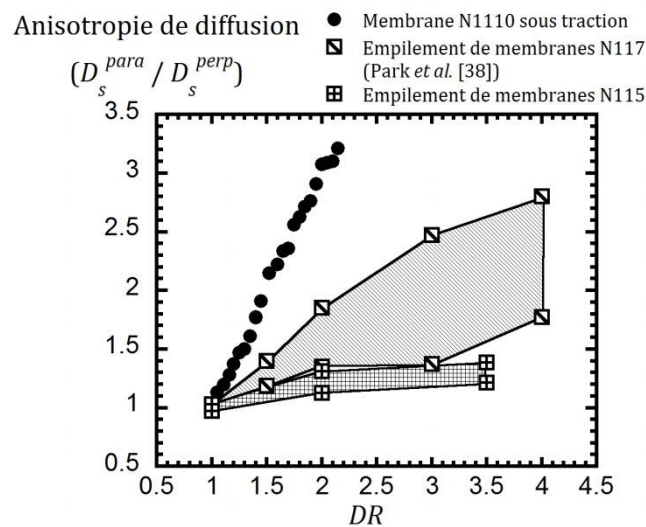 Anisotropie de diffusion
(D_s^para / D_s^perp)
Membrane N1110 sous traction
Empilement de membranes N117
(Park et al. [38])
Empilement de membranes N115
3.5
3
2.5
2
1.5
1
0.5
0.5 1 1.5 2 2.5 3 3.5 4 4.5
DR